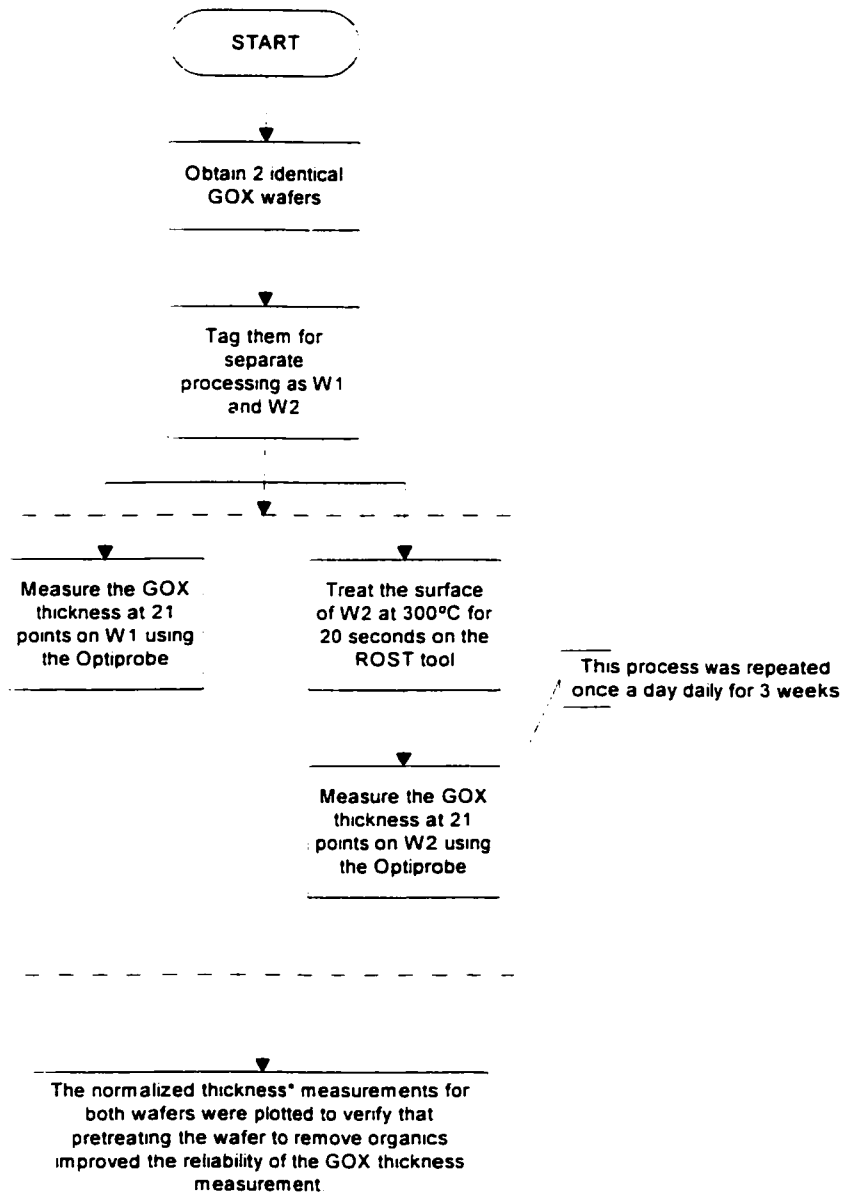 START
Obtain 2 identical
GOX wafers
Tag them for
separate
processing as W1
and W2
Measure the GOX
thickness at 21
points on W1 using
the Optiprobe
Treat the surface
of W2 at 300ºC for
20 seconds on the
ROST tool
This process was repeated
once a day daily for 3 weeks
Measure the GOX
thickness at 21
points on W2 using
the Optiprobe
The normalized thickness* measurements for
both wafers were plotted to verify that
pretreating the wafer to remove organics
improved the reliability of the GOX thickness
measurement